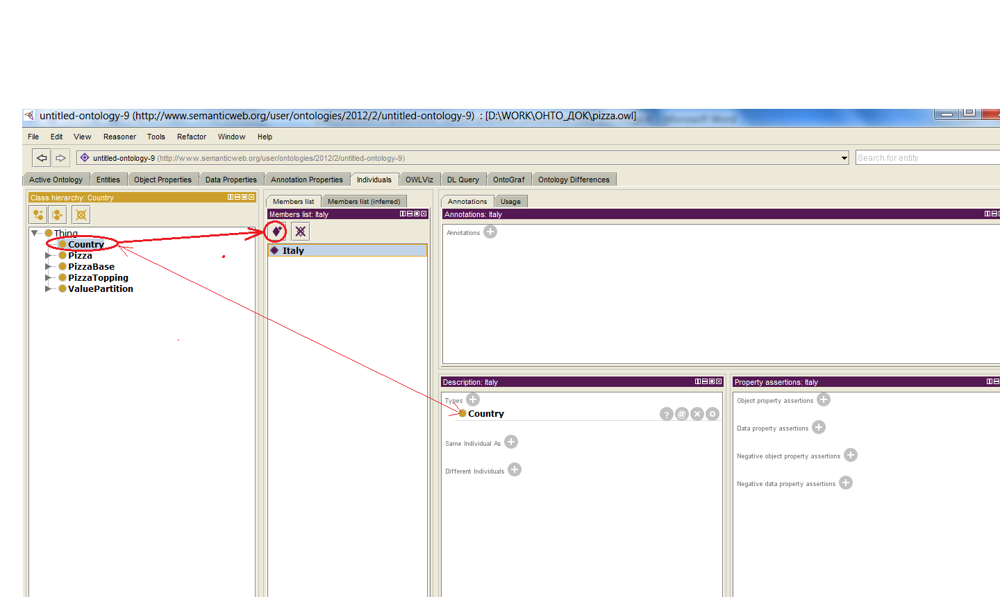 untitled-ontology-9 (http://www.semanticweb.org/user/ontologies/2012/2/untitled-ontology-9) : [D:\WORK\ОНТО_ДОК\pizza.owl]
File Edit View Reasoner Tools Refactor Window Help
untitled-ontology-9 (http://www.semanticweb.org/user/ontologies/2012/2/untitled-ontology-9)
Search for entity
Active Ontology Entities Object Properties Data Properties Annotation Properties Individuals OWLViz DL Query OntoGraf Ontology Differences
Class hierarchy: Country
Thing
Country
Pizza
PizzaBase
PizzaTopping
ValuePartition
Members list Members list (inferred)
Members list: Italy
Italy
Annotations Usage
Annotations: Italy
Annotations
Description: Italy
Types
Country
Same Individual As
Different Individuals
Property assertions: Italy
Object property assertions
Data property assertions
Negative object property assertions
Negative data property assertions